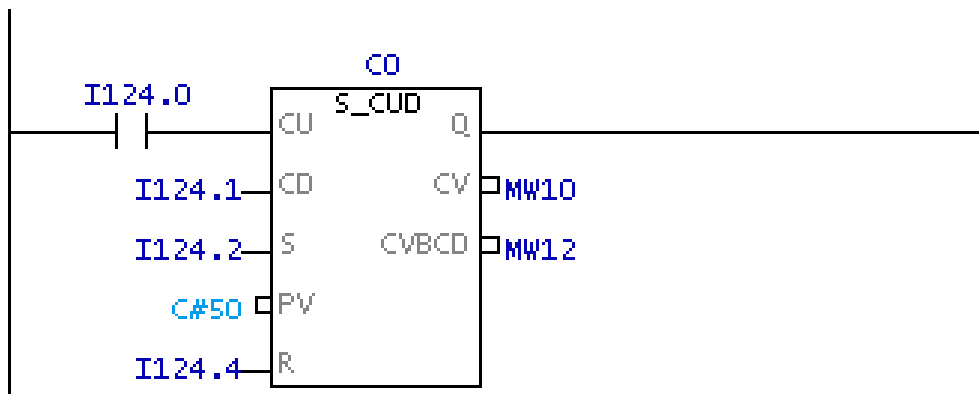 C0
I124.0
S_CUD
CU Q
I124.1 CD CV MW10
I124.2 S CVBCD MW12
C#50 PV
I124.4 R